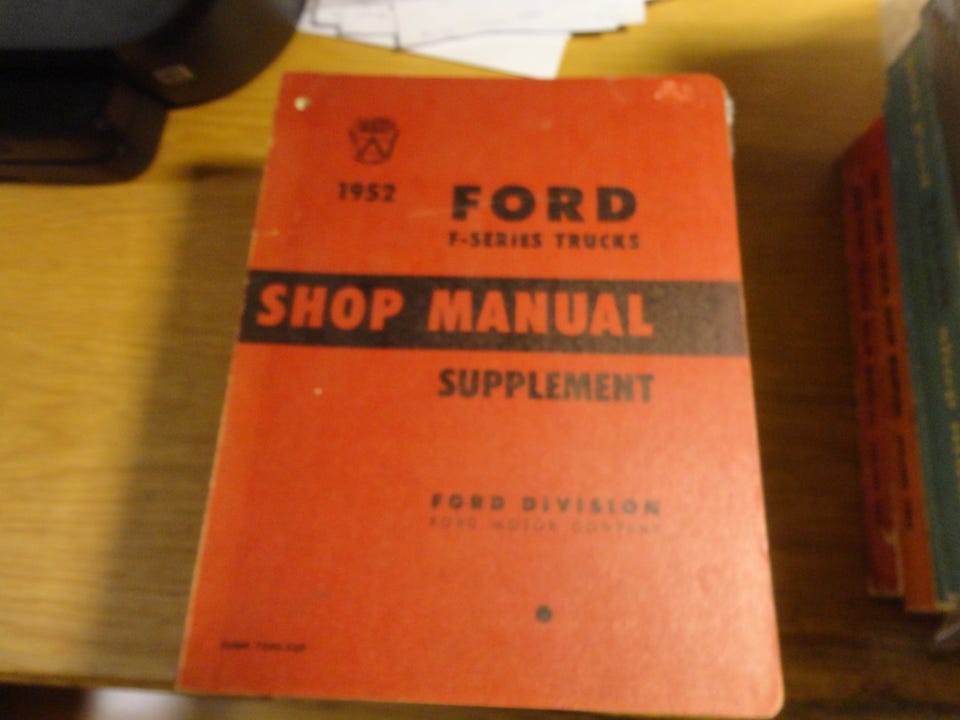 1952
FORD
F-SERIES TRUCKS
SHOP MANUAL
SUPPLEMENT
FORD DIVISION
FORD MOTOR COMPANY